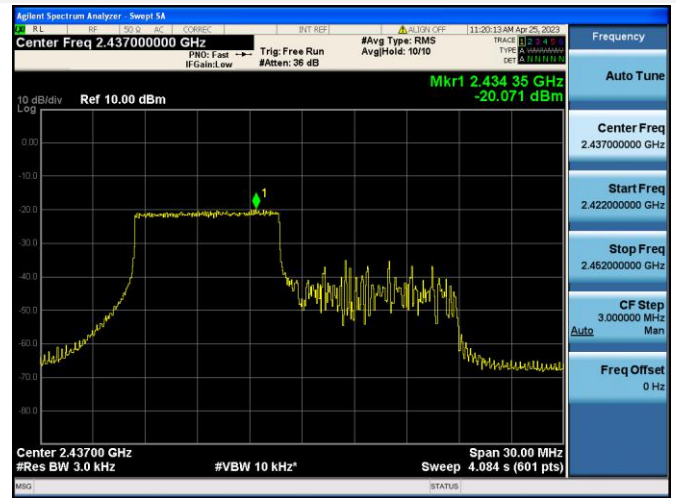 Agilent Spectrum Analyzer - Swept SA
RL RF 50 Ω AC CORREC INT REF ALIGN OFF 11:20:13 AM Apr 25, 2023
Center Freq 2.437000000 GHz
PNO: Fast
IFGain:Low
Trig: Free Run
#Atten: 36 dB
#Avg Type: RMS
Avg|Hold: 10/10
TRACE 1 2 3 4 5 6
TYPE A
DET A N N N N N
Mkr1 2.434 35 GHz
-20.071 dBm
10 dB/div Ref 10.00 dBm
Log
0.00
-10.0
-20.0
-30.0
-40.0
-50.0
-60.0
-70.0
-80.0
1
Center 2.43700 GHz
Span 30.00 MHz
#Res BW 3.0 kHz
#VBW 10 kHz*
Sweep 4.084 s (601 pts)
MSG
STATUS
Frequency
Auto Tune
Center Freq
2.437000000 GHz
Start Freq
2.422000000 GHz
Stop Freq
2.452000000 GHz
CF Step
3.000000 MHz
Auto Man
Freq Offset
0 Hz